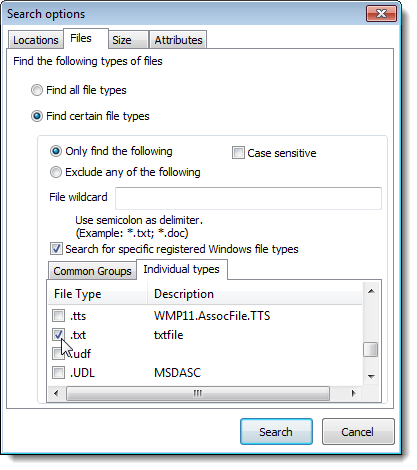 Search options
Locations Files Size Attributes
Find the following types of files
Find all file types
Find certain file types
Only find the following Case sensitive
Exclude any of the following
File wildcard
Use semicolon as delimiter.
(Example: *.txt; *.doc)
Search for specific registered Windows file types
Common Groups Individual types
File Type Description
.tts WMP11.AssocFile.TTS
.txt txtfile
.udf
.UDL MSDASC
Search Cancel